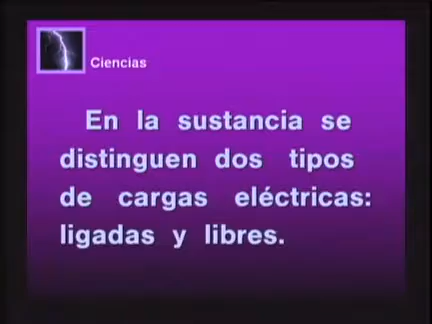 Ciencias
En la sustancia se
distinguen dos tipos
de cargas eléctricas:
ligadas y libres.